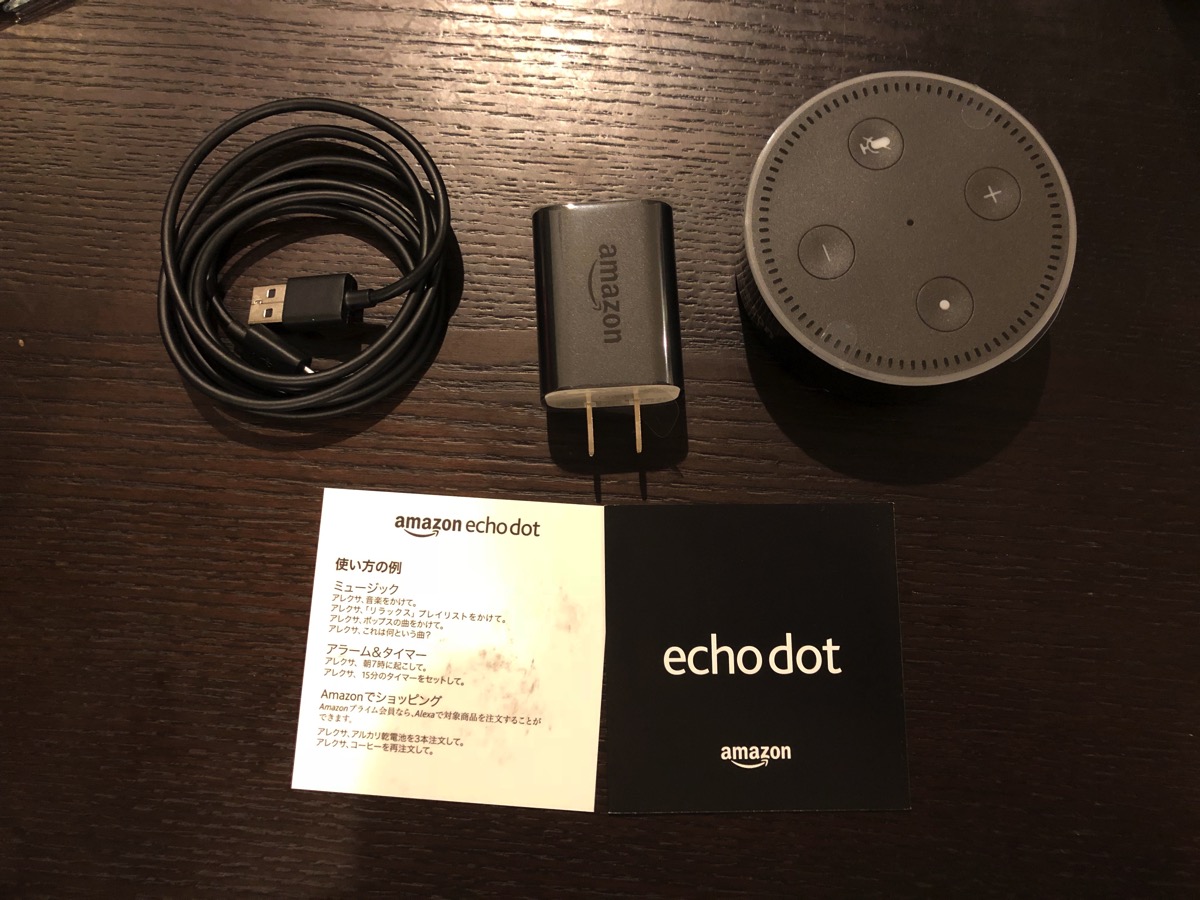 amazon
amazon echo dot
使い方の例
ミュージック
アレクサ、音楽をかけて。
アレクサ、「リラックス」プレイリストをかけて。
アレクサ、ポップスの曲をかけて。
アレクサ、これは何という曲？
アラーム＆タイマー
アレクサ、朝7時に起こして。
アレクサ、15分のタイマーをセットして。
Amazonでショッピング
Amazonプライム会員なら、Alexaで対象商品を注文することが
できます。
アレクサ、アルカリ乾電池を3本注文して。
アレクサ、コーヒーを再注文して。
echo dot
amazon